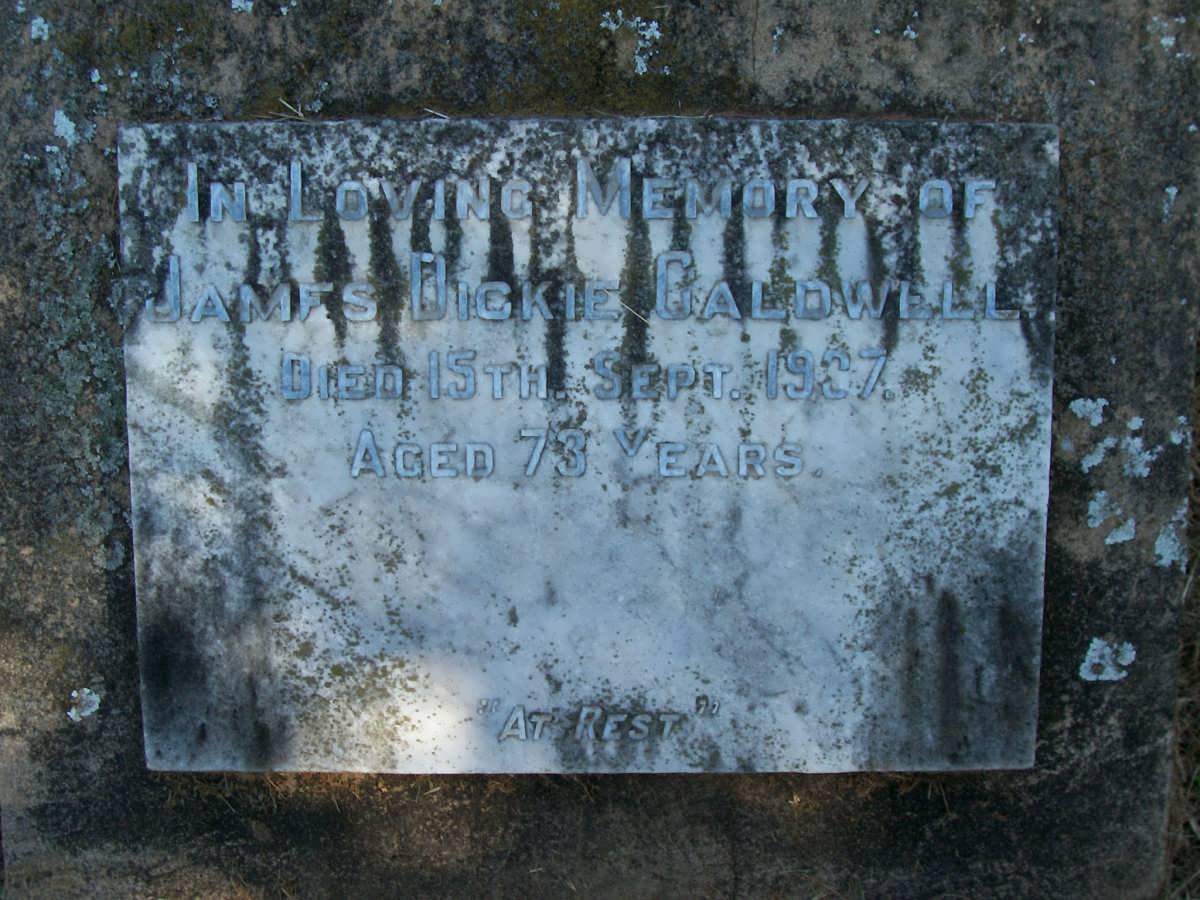 In Loving Memory of
James Dickie Caldwell.
Died 15th. Sept. 1937.
Aged 73 Years.
"At Rest"